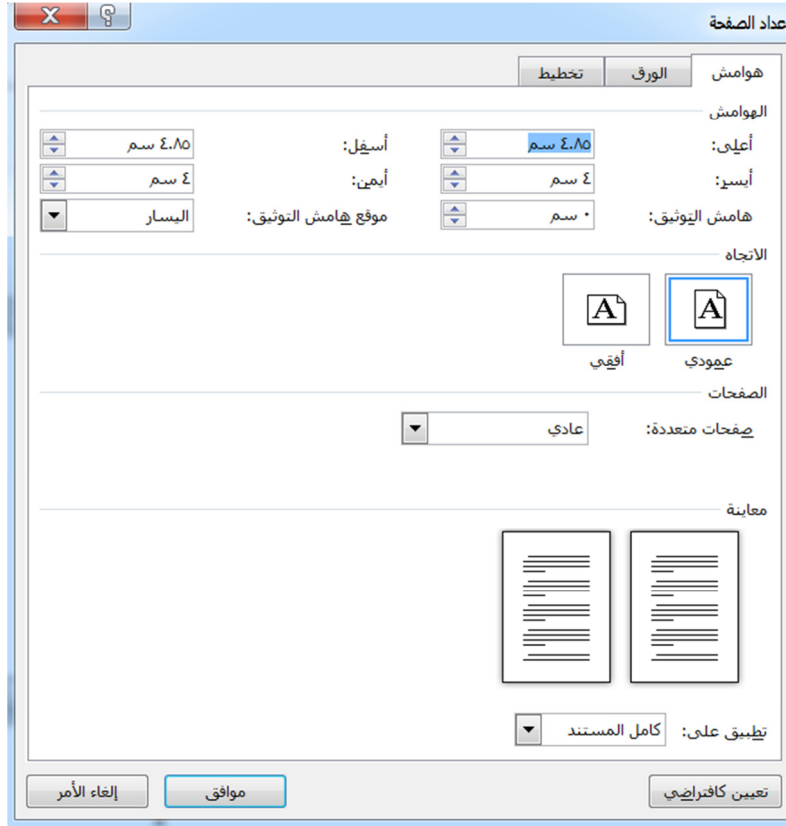 عداد الصفحة
هوامش الورق تخطيط
الهوامش
أعلى: ٤.٨٥ سم أسفل: ٤.٨٥ سم
أيسر: ٤ سم أيمن: ٤ سم
هامش التوثيق: ٠ سم موقع هامش التوثيق: اليسار
الاتجاه
A A
عمودي أفقي
الصفحات
صفحات متعددة: عادي
معاينة
تطبيق على: كامل المستند
تعيين كافتراضي موافق إلغاء الأمر